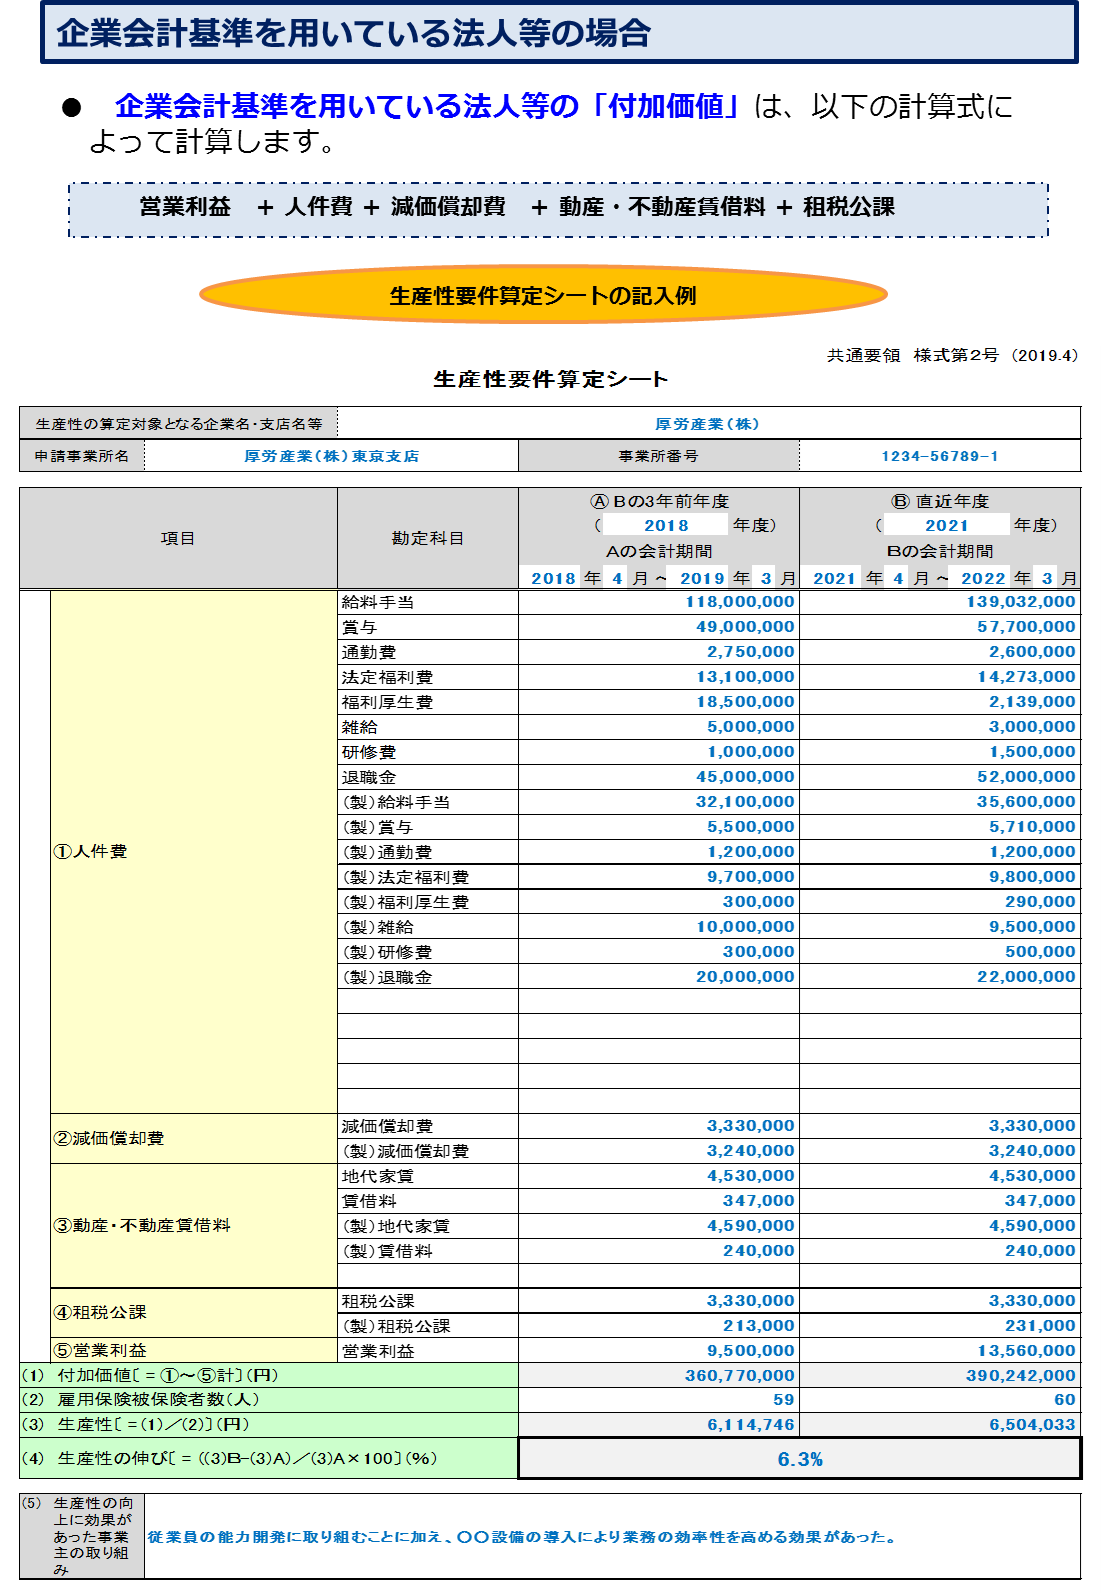 企業会計基準を用いている法人等の場合
● 企業会計基準を用いている法人等の「付加価値」は、以下の計算式に
よって計算します。
営業利益 ＋ 人件費 ＋ 減価償却費 ＋ 動産・不動産賃借料 ＋ 租税公課
生産性要件算定シートの記入例
共通要領 様式第２号 （2019.4）
生産性要件算定シート
生産性の算定対象となる企業名・支店名等 厚労産業（株）
申請事業所名 厚労産業（株）東京支店 事業所番号 1234-56789-1
項目 勘定科目 Ⓐ Bの3年前年度 Ⓑ 直近年度
（ 2018 年度） （ 2021 年度）
Aの会計期間 Bの会計期間
2018 年 4 月 ～ 2019 年 3 月 2021 年 4 月 ～ 2022 年 3 月
給料手当 118,000,000 139,032,000
賞与 49,000,000 57,700,000
通勤費 2,750,000 2,600,000
法定福利費 13,100,000 14,273,000
福利厚生費 18,500,000 2,139,000
雑給 5,000,000 3,000,000
研修費 1,000,000 1,500,000
退職金 45,000,000 52,000,000
（製）給料手当 32,100,000 35,600,000
（製）賞与 5,500,000 5,710,000
①人件費 （製）通勤費 1,200,000 1,200,000
（製）法定福利費 9,700,000 9,800,000
（製）福利厚生費 300,000 290,000
（製）雑給 10,000,000 9,500,000
（製）研修費 300,000 500,000
（製）退職金 20,000,000 22,000,000
②減価償却費 減価償却費 3,330,000 3,330,000
（製）減価償却費 3,240,000 3,240,000
地代家賃 4,530,000 4,530,000
賃借料 347,000 347,000
③動産・不動産賃借料 （製）地代家賃 4,590,000 4,590,000
（製）賃借料 240,000 240,000
④租税公課 租税公課 3,330,000 3,330,000
（製）租税公課 213,000 231,000
⑤営業利益 営業利益 9,500,000 13,560,000
(1) 付加価値〔 = ①～⑤計〕（円） 360,770,000 390,242,000
(2) 雇用保険被保険者数（人） 59 60
(3) 生産性〔 =(1)／(2)〕（円） 6,114,746 6,504,033
(4) 生産性の伸び〔 = ((3)B-(3)A)／(3)A×100〕（%） 6.3%
(5) 生産性の向
上に効果が
あった事業
主の取り組
み
従業員の能力開発に取り組むことに加え、〇〇設備の導入により業務の効率性を高める効果があった。